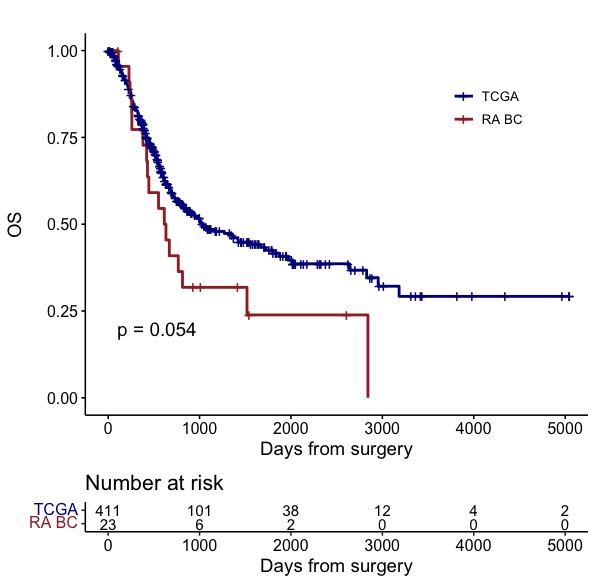 1.00
0.75
0.50
0.25
0.00
OS
TCGA
RA BC
p = 0.054
0 1000 2000 3000 4000 5000
Days from surgery
Number at risk
TCGA 411 101 38 12 4 2
RA BC 23 6 2 0 0 0
0 1000 2000 3000 4000 5000
Days from surgery